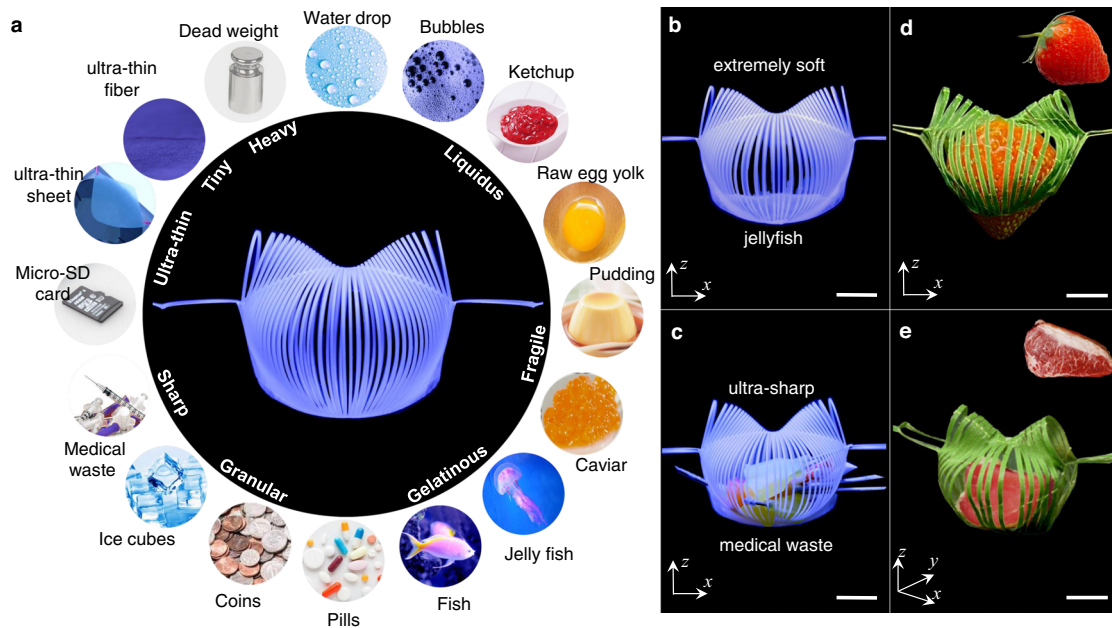 a
Dead weight
Water drop
Bubbles
Ketchup
ultra-thin
fiber
ultra-thin
sheet
Micro-SD
card
Medical
waste
Ice cubes
Coins
Pills
Fish
Jelly fish
Caviar
Pudding
Raw egg yolk
Heavy
Tiny
Ultra-thin
Sharp
Granular
Gelatinous
Fragile
Liquidus
b
extremely soft
jellyfish
z
x
c
ultra-sharp
medical waste
z
x
d
z
x
e
z
y
x